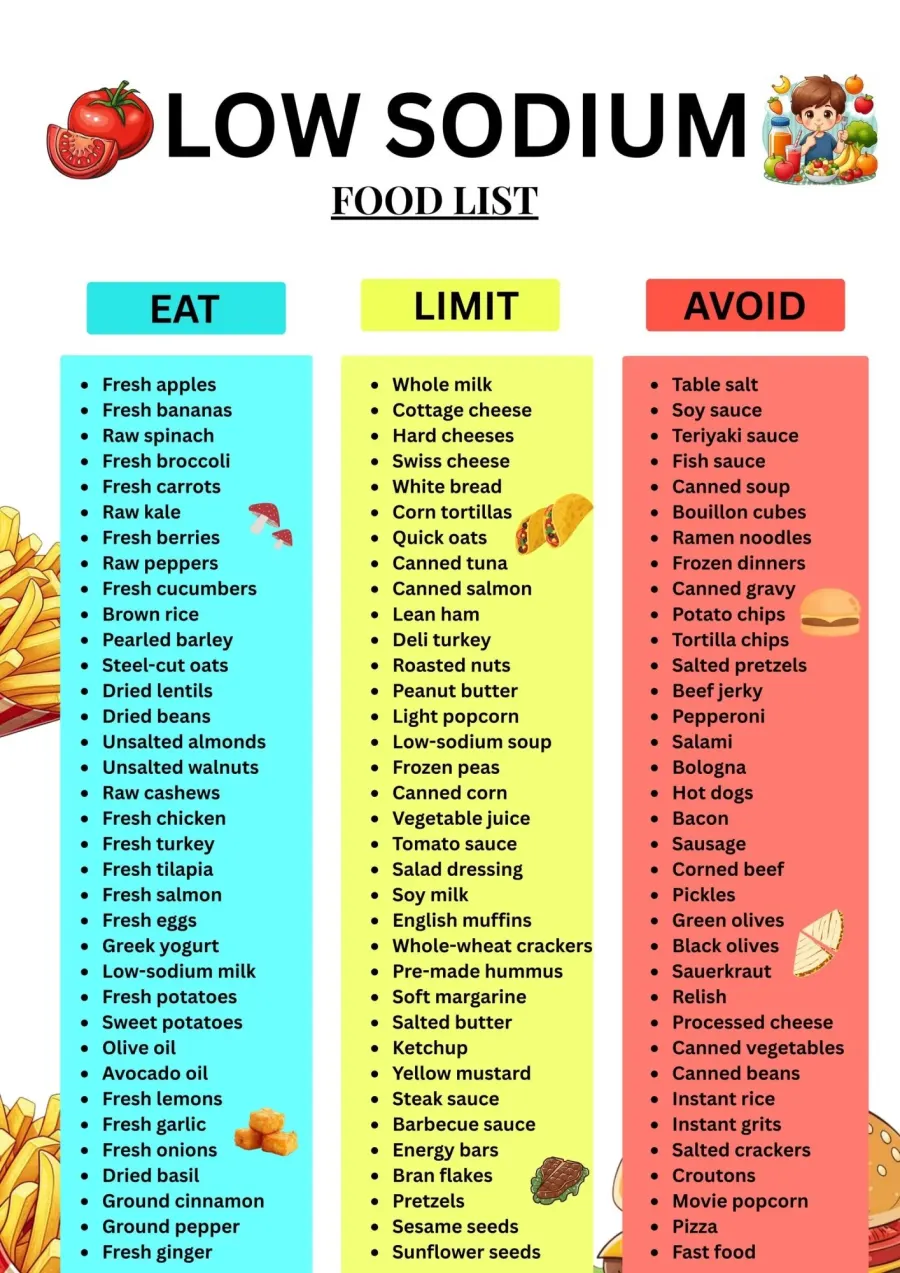 LOW SODIUM
FOOD LIST
EAT
Fresh apples
Fresh bananas
Raw spinach
Fresh broccoli
Fresh carrots
Raw kale
Fresh berries
Raw peppers
Fresh cucumbers
Brown rice
Pearled barley
Steel-cut oats
Dried lentils
Dried beans
Unsalted almonds
Unsalted walnuts
Raw cashews
Fresh chicken
Fresh turkey
Fresh tilapia
Fresh salmon
Fresh eggs
Greek yogurt
Low-sodium milk
Fresh potatoes
Sweet potatoes
Olive oil
Avocado oil
Fresh lemons
Fresh garlic
Fresh onions
Dried basil
Ground cinnamon
Ground pepper
Fresh ginger
LIMIT
Whole milk
Cottage cheese
Hard cheeses
Swiss cheese
White bread
Corn tortillas
Quick oats
Canned tuna
Canned salmon
Lean ham
Deli turkey
Roasted nuts
Peanut butter
Light popcorn
Low-sodium soup
Frozen peas
Canned corn
Vegetable juice
Tomato sauce
Salad dressing
Soy milk
English muffins
Whole-wheat crackers
Pre-made hummus
Soft margarine
Salted butter
Ketchup
Yellow mustard
Steak sauce
Barbecue sauce
Energy bars
Bran flakes
Pretzels
Sesame seeds
Sunflower seeds
AVOID
Table salt
Soy sauce
Teriyaki sauce
Fish sauce
Canned soup
Bouillon cubes
Ramen noodles
Frozen dinners
Canned gravy
Potato chips
Tortilla chips
Salted pretzels
Beef jerky
Pepperoni
Salami
Bologna
Hot dogs
Bacon
Sausage
Corned beef
Pickles
Green olives
Black olives
Sauerkraut
Relish
Processed cheese
Canned vegetables
Canned beans
Instant rice
Instant grits
Salted crackers
Croutons
Movie popcorn
Pizza
Fast food